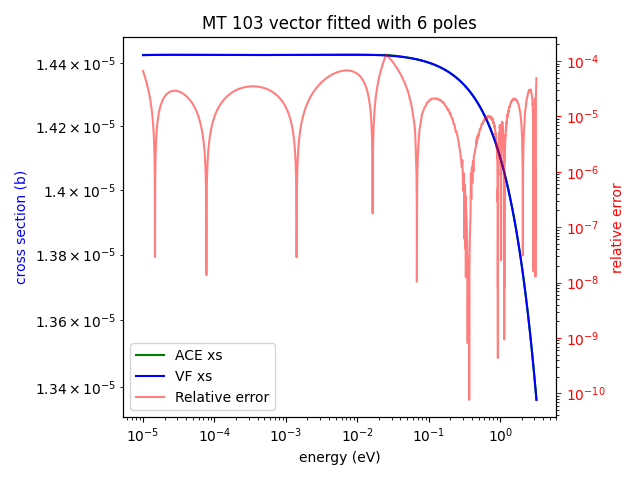 MT 103 vector fitted with 6 poles
cross section (b)
1.44 × 10⁻⁵
1.42 × 10⁻⁵
1.4 × 10⁻⁵
1.38 × 10⁻⁵
1.36 × 10⁻⁵
1.34 × 10⁻⁵
ACE xs
VF xs
Relative error
10⁻⁵
10⁻⁴
10⁻³
10⁻²
10⁻¹
10⁰
energy (eV)
10⁻⁴
10⁻⁵
10⁻⁶
10⁻⁷
10⁻⁸
10⁻⁹
10⁻¹⁰
relative error